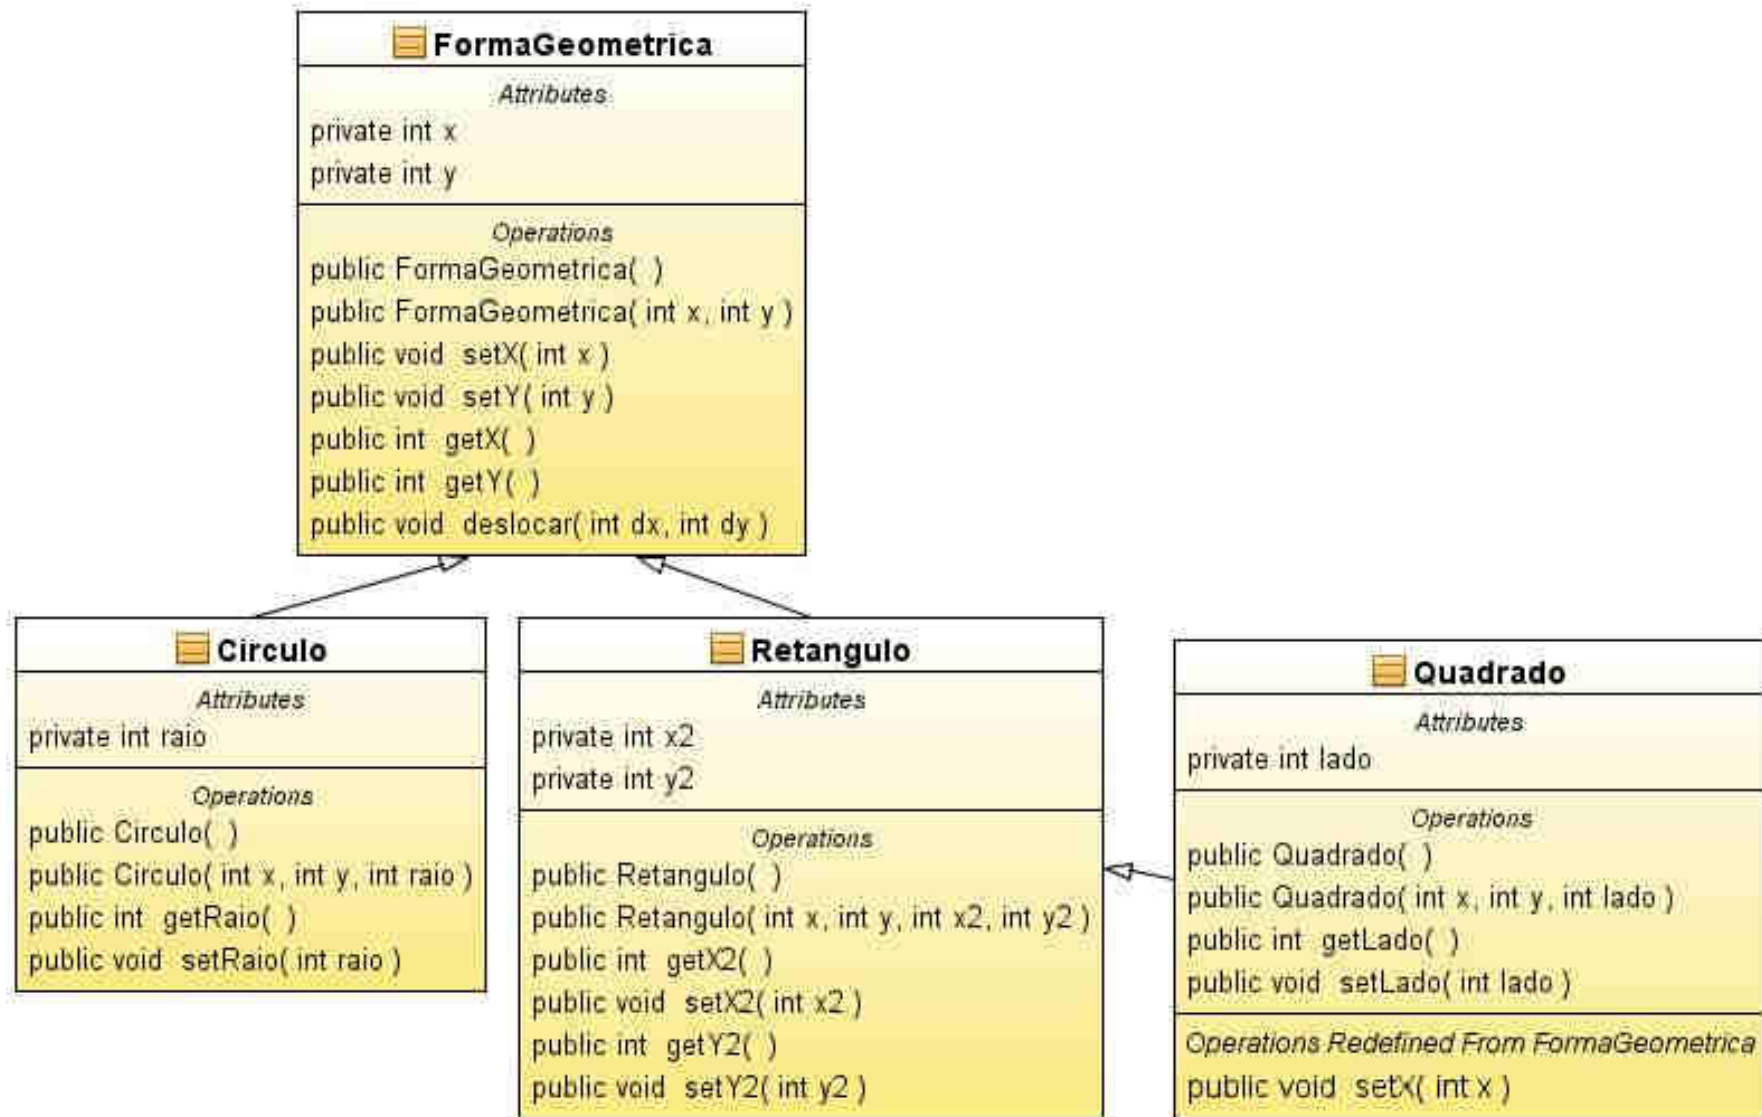 FormaGeometrica
Attributes
private int x
private int y
Operations
public FormaGeometrica( )
public FormaGeometrica( int x, int y )
public void setX( int x )
public void setY( int y )
public int getX( )
public int getY( )
public void deslocar( int dx, int dy )
Circulo
Attributes
private int raio
Operations
public Circulo( )
public Circulo( int x, int y, int raio )
public int getRaio( )
public void setRaio( int raio )
Retangulo
Attributes
private int x2
private int y2
Operations
public Retangulo( )
public Retangulo( int x, int y, int x2, int y2 )
public int getX2( )
public void setX2( int x2 )
public int getY2( )
public void setY2( int y2 )
Quadrado
Attributes
private int lado
Operations
public Quadrado( )
public Quadrado( int x, int y, int lado )
public int getLado( )
public void setLado( int lado )
Operations Redefined From FormaGeometrica
public void setX( int x )